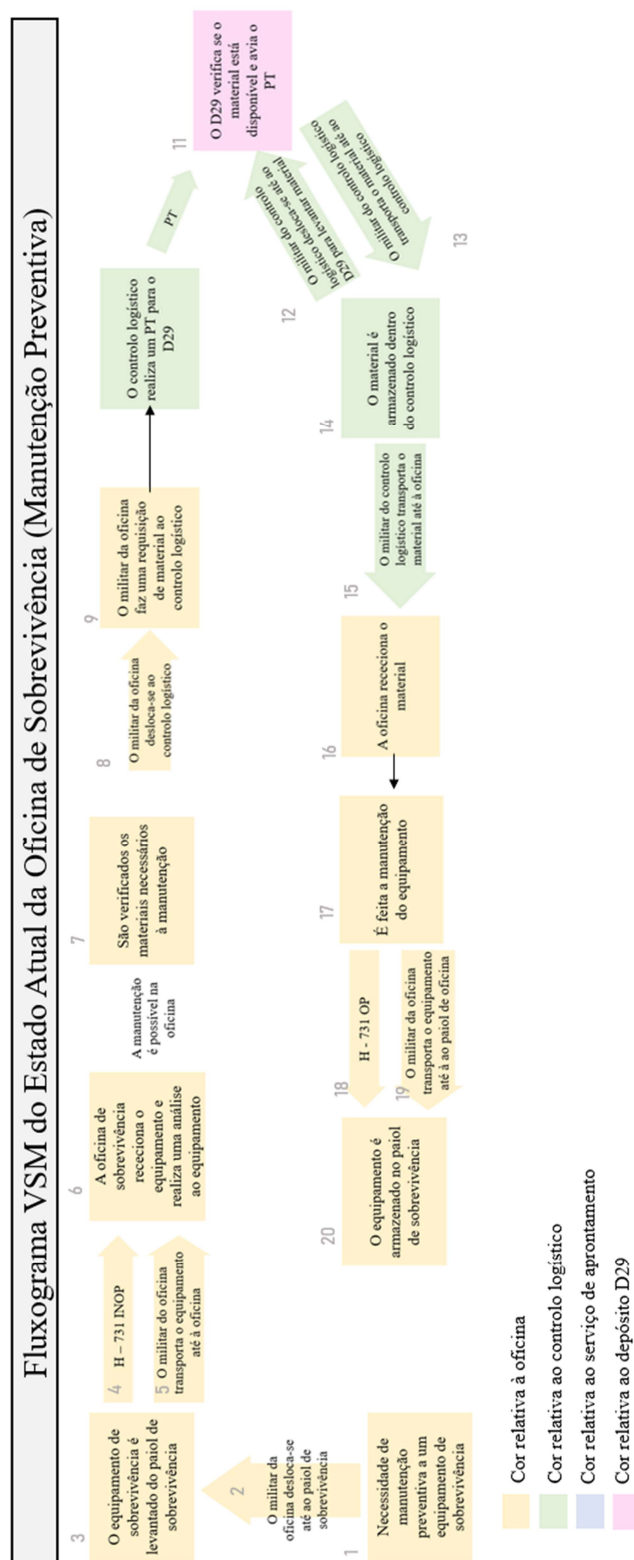 Fluxograma VSM do Estado Atual da Oficina de Sobrevivência (Manutenção Preventiva)
1
Necessidade de
manutenção
preventiva a um
equipamento de
sobrevivência
2
O militar da
oficina desloca-se
até ao paiol de
sobrevivência
3
O equipamento de
sobrevivência é
levantado do paiol de
sobrevivência
4
H – 731 INOP
5
O militar do oficina
transporta o equipamento
até à oficina
6
A oficina de
sobrevivência
receciona o
equipamento e
realiza uma análise
ao equipamento
A manutenção
é possível na
oficina
7
São verificados os
materiais necessários
à manutenção
8
O militar da oficina
desloca-se ao
controlo logístico
9
O militar da oficina
faz uma requisição
de material ao
controlo logístico
O controlo logístico
realiza um PT para o
D29
PT
11
O D29 verifica se o
material está
disponível e avia o
PT
12
O militar do controlo
logístico desloca-se até ao
D29 para levantar material
O militar do controlo logístico
transporta o material até ao
controlo logístico
13
14
O material é
armazenado dentro
do controlo logístico
15
O militar do controlo
logístico transporta o
material até à oficina
16
A oficina receciona o
material
17
É feita a manutenção
do equipamento
18
H - 731 OP
19
O militar da oficina
transporta o equipamento
até à ao paiol de oficina
20
O equipamento é
armazenado no paiol
de sobrevivência
Cor relativa à oficina
Cor relativa ao controlo logístico
Cor relativa ao serviço de aprontamento
Cor relativa ao depósito D29